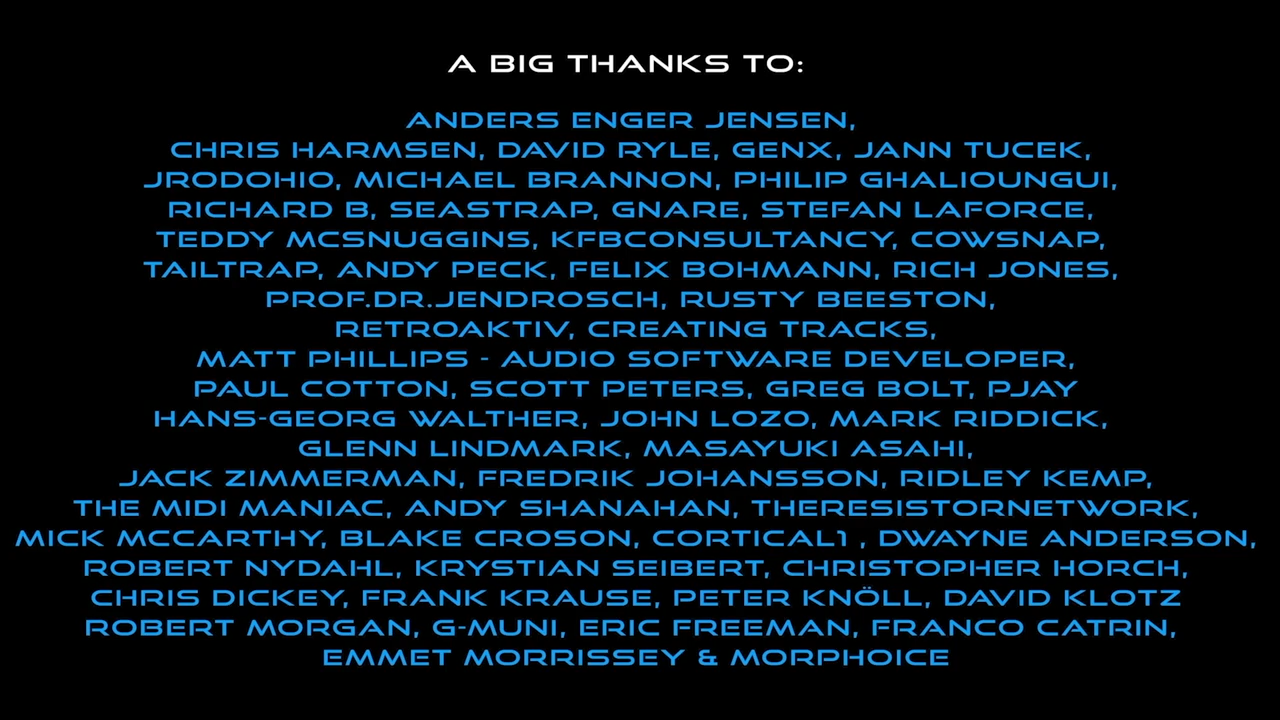 A BIG THANKS TO:
ANDERS ENGER JENSEN,
CHRIS HARMSEN, DAVID RYLE, GENX, JANN TUCEK,
JRODOHIO, MICHAEL BRANNON, PHILIP GHALIOUNGUI,
RICHARD B, SEASTRAP, GNARE, STEFAN LAFORCE,
TEDDY MCSNUGGINS, KFBCONSULTANCY, COWSNAP,
TAILTRAP, ANDY PECK, FELIX BOHMANN, RICH JONES,
PROF.DR.JENDROSCH, RUSTY BEESTON,
RETROAKTIV, CREATING TRACKS,
MATT PHILLIPS - AUDIO SOFTWARE DEVELOPER,
PAUL COTTON, SCOTT PETERS, GREG BOLT, PJAY
HANS-GEORG WALTHER, JOHN LOZO, MARK RIDDICK,
GLENN LINDMARK, MASAYUKI ASAHI,
JACK ZIMMERMAN, FREDRIK JOHANSSON, RIDLEY KEMP,
THE MIDI MANIAC, ANDY SHANAHAN, THERESISTORNETWORK,
MICK MCCARTHY, BLAKE CROSON, CORTICAL1 , DWAYNE ANDERSON,
ROBERT NYDAHL, KRYSTIAN SEIBERT, CHRISTOPHER HORCH,
CHRIS DICKEY, FRANK KRAUSE, PETER KNÖLL, DAVID KLOTZ
ROBERT MORGAN, G-MUNI, ERIC FREEMAN, FRANCO CATRIN,
EMMET MORRISSEY & MORPHOICE